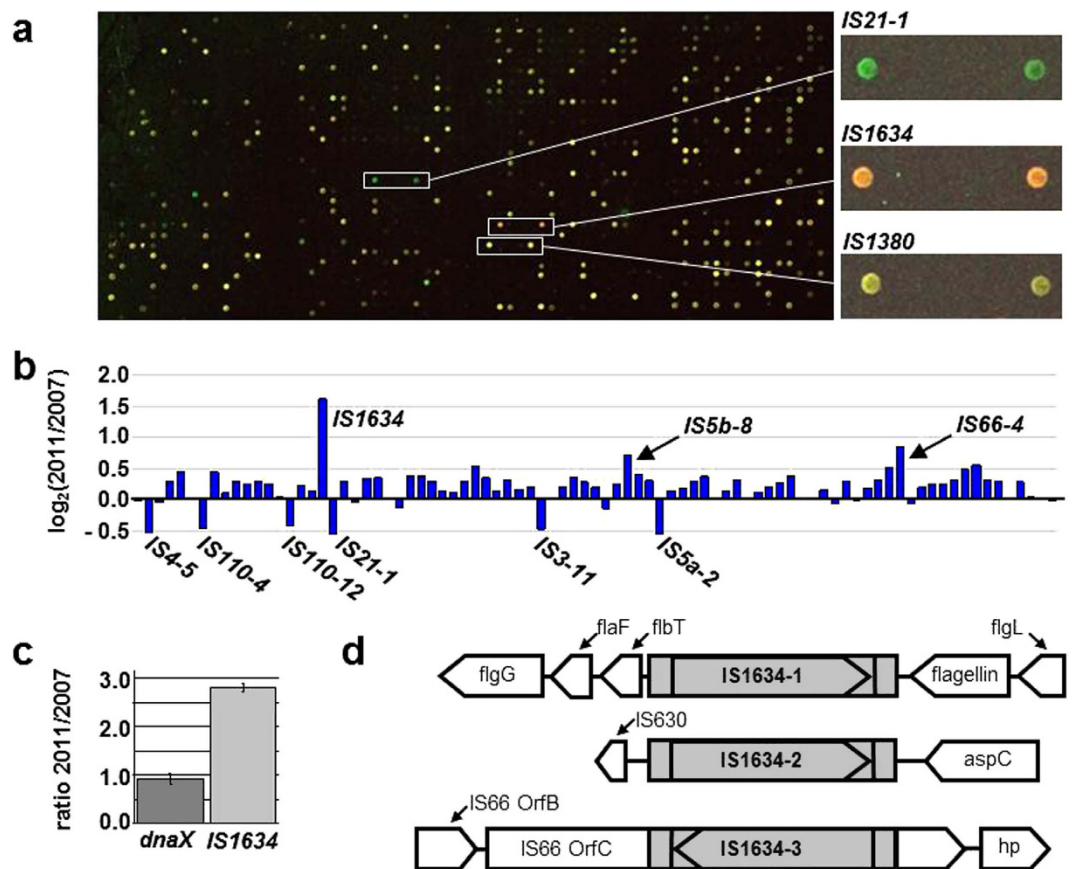 a
IS21-1
IS1634
IS1380
b
log2(2011/2007)
2.0
1.5
1.0
0.5
0.0
- 0.5
IS1634
IS5b-8
IS66-4
IS4-5
IS110-4
IS110-12
IS21-1
IS3-11
IS5a-2
c
ratio 2011/2007
3.0
2.0
1.0
0.0
dnaX IS1634
d
flaF flbT flgL
flgG IS1634-1 flagellin
IS630
IS1634-2 aspC
IS66 OrfB
IS66 OrfC IS1634-3 hp